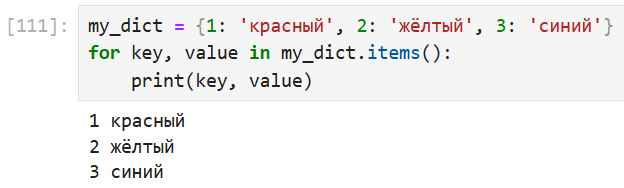 [111]: my_dict = {1: 'красный', 2: 'жёлтый', 3: 'синий'}
for key, value in my_dict.items():
    print(key, value)
1 красный
2 жёлтый
3 синий